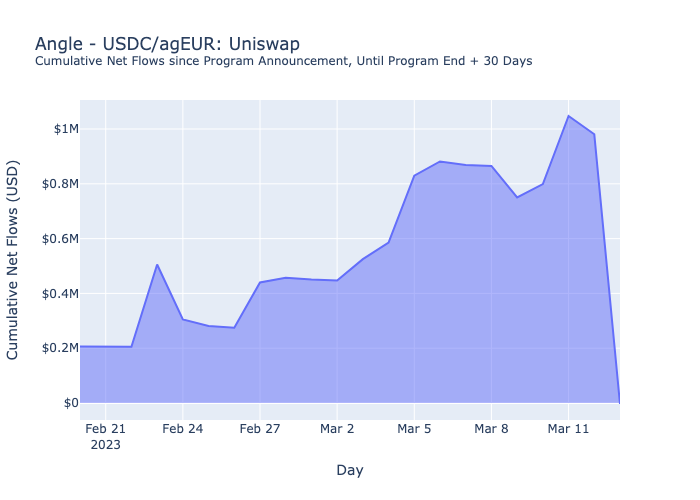 Angle - USDC/agEUR: Uniswap
Cumulative Net Flows since Program Announcement, Until Program End + 30 Days
Cumulative Net Flows (USD)
$1M
$0.8M
$0.6M
$0.4M
$0.2M
$0
Feb 21
2023
Feb 24
Feb 27
Mar 2
Mar 5
Mar 8
Mar 11
Day